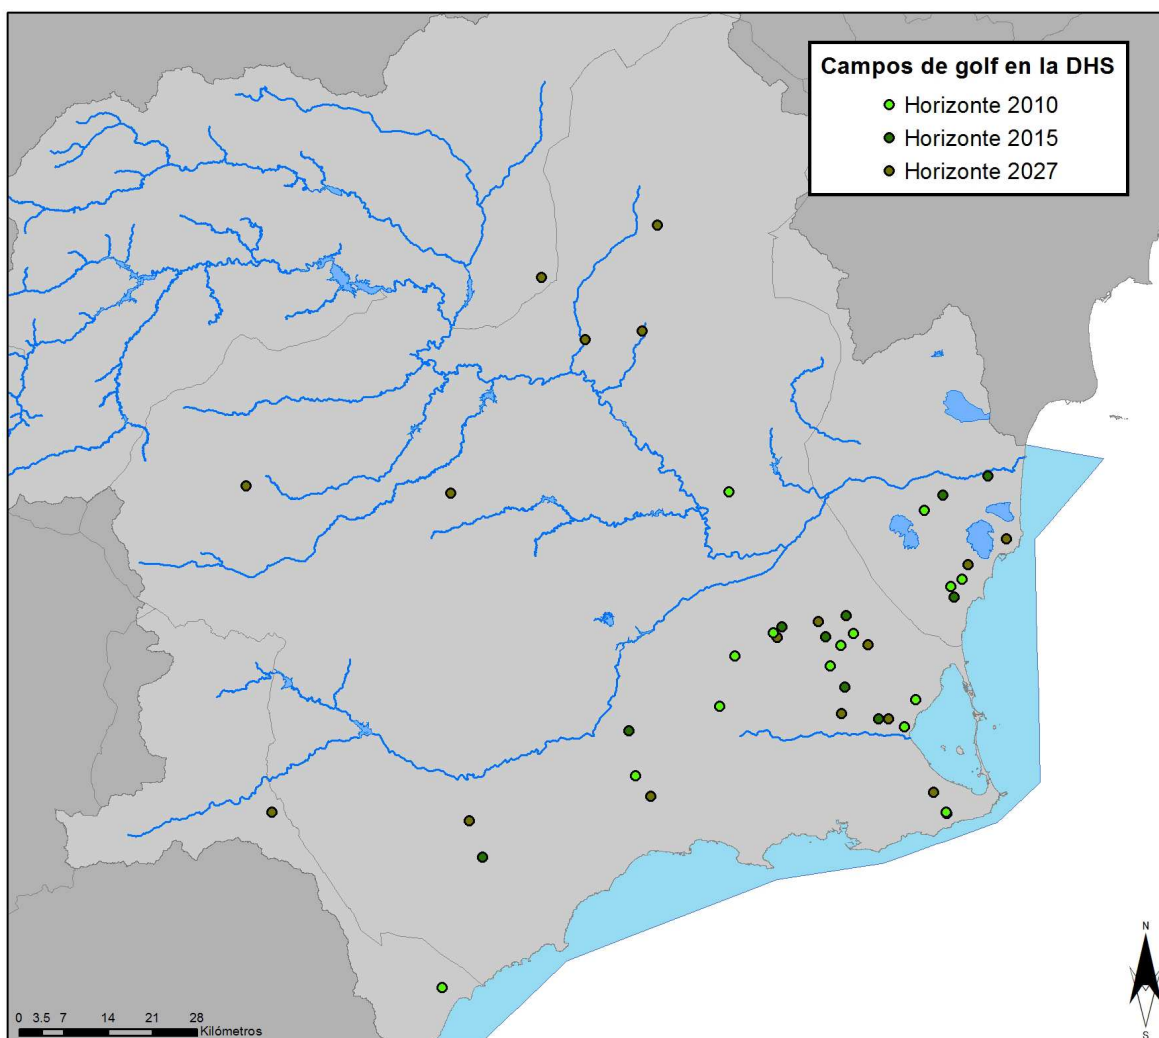 Campos de golf en la DHS
Horizonte 2010
Horizonte 2015
Horizonte 2027
N
S
0 3.5 7 14 21 28
Kilómetros